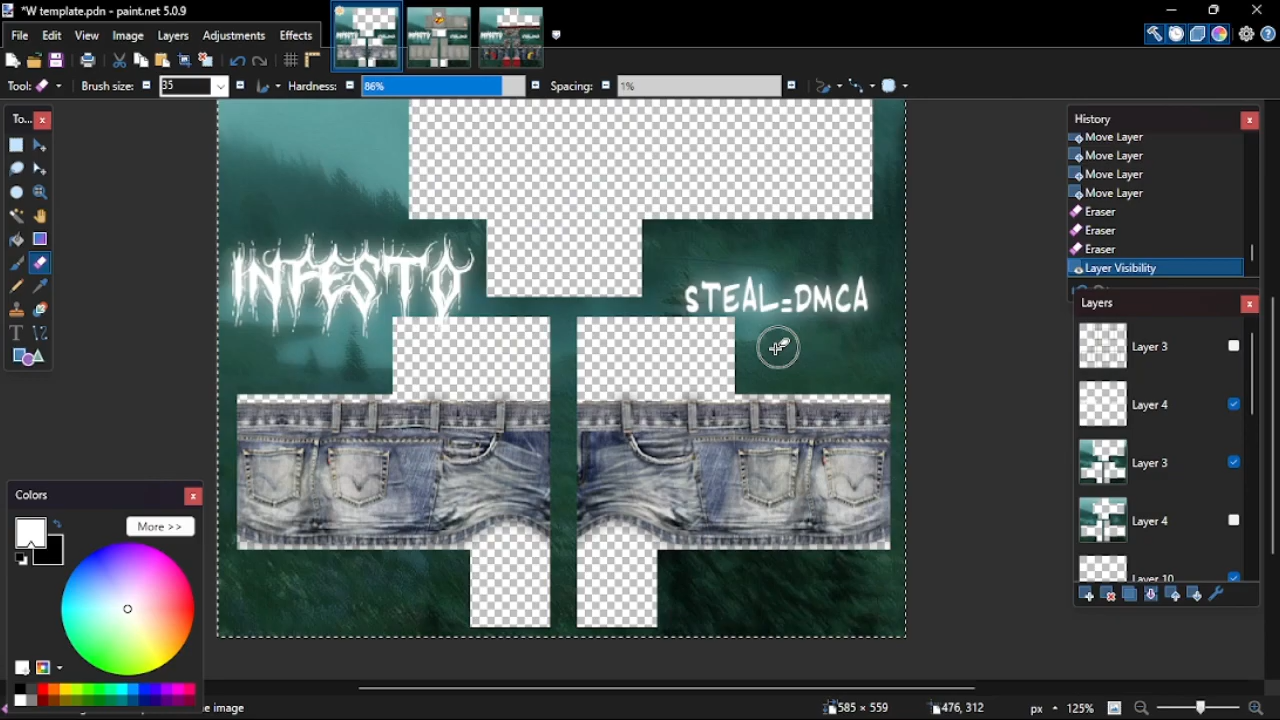 *W template.pdn - paint.net 5.0.9
File Edit View Image Layers Adjustments Effects
Tool: Brush size: 35 Hardness: 86% Spacing: 1%
To...
History
Move Layer
Move Layer
Move Layer
Move Layer
Eraser
Eraser
Eraser
Layer Visibility
INFESTO
STEAL=DMCA
Layers
Layer 3
Layer 4
Layer 3
Layer 4
Layer 10
Colors
More >>
e image
585 × 559
476, 312
px
125%